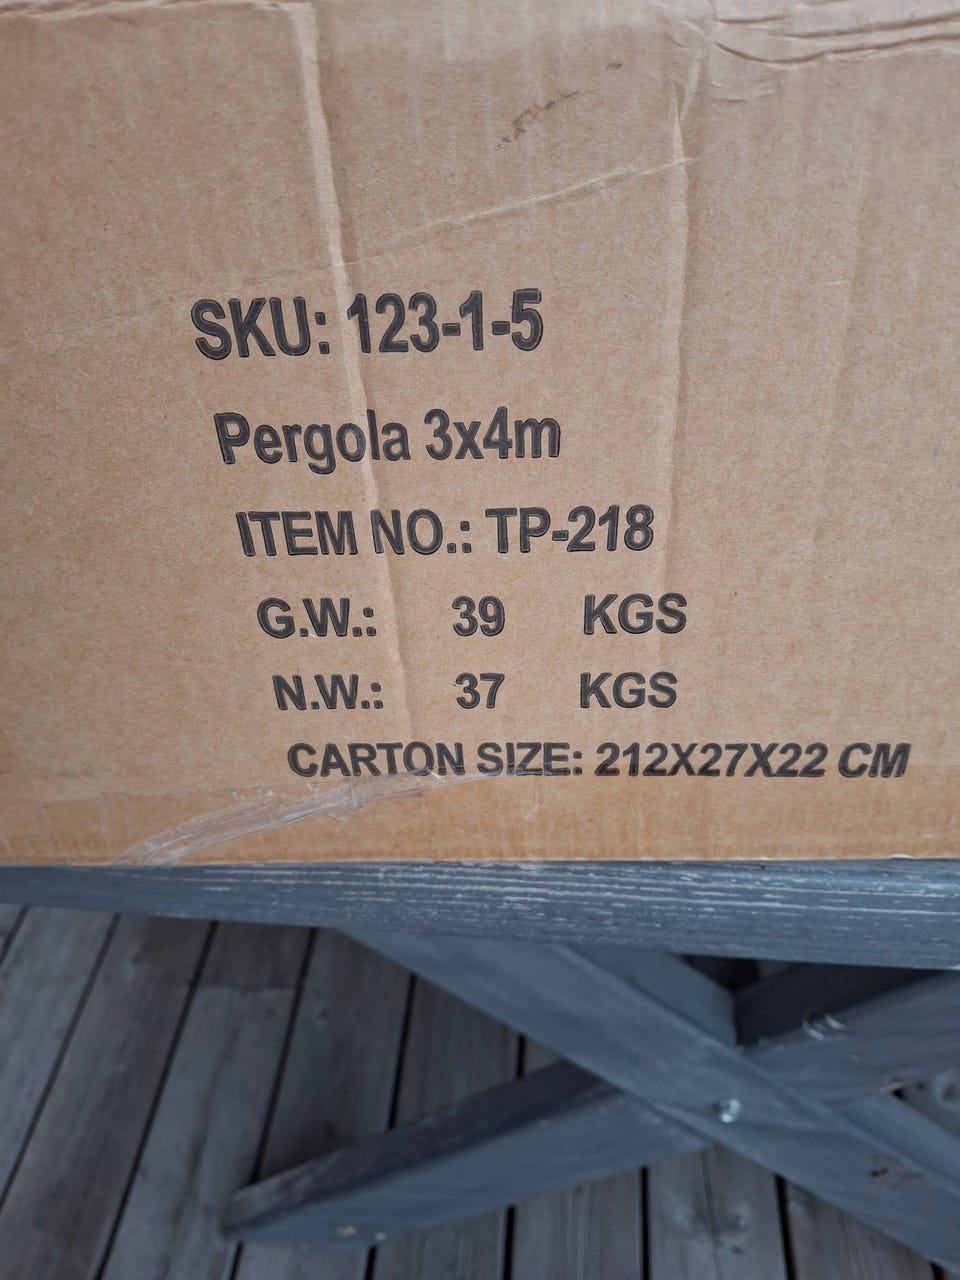 SKU: 123-1-5
Pergola 3x4m
ITEM NO.: TP-218
G.W.: 39 KGS
N.W.: 37 KGS
CARTON SIZE: 212X27X22 CM